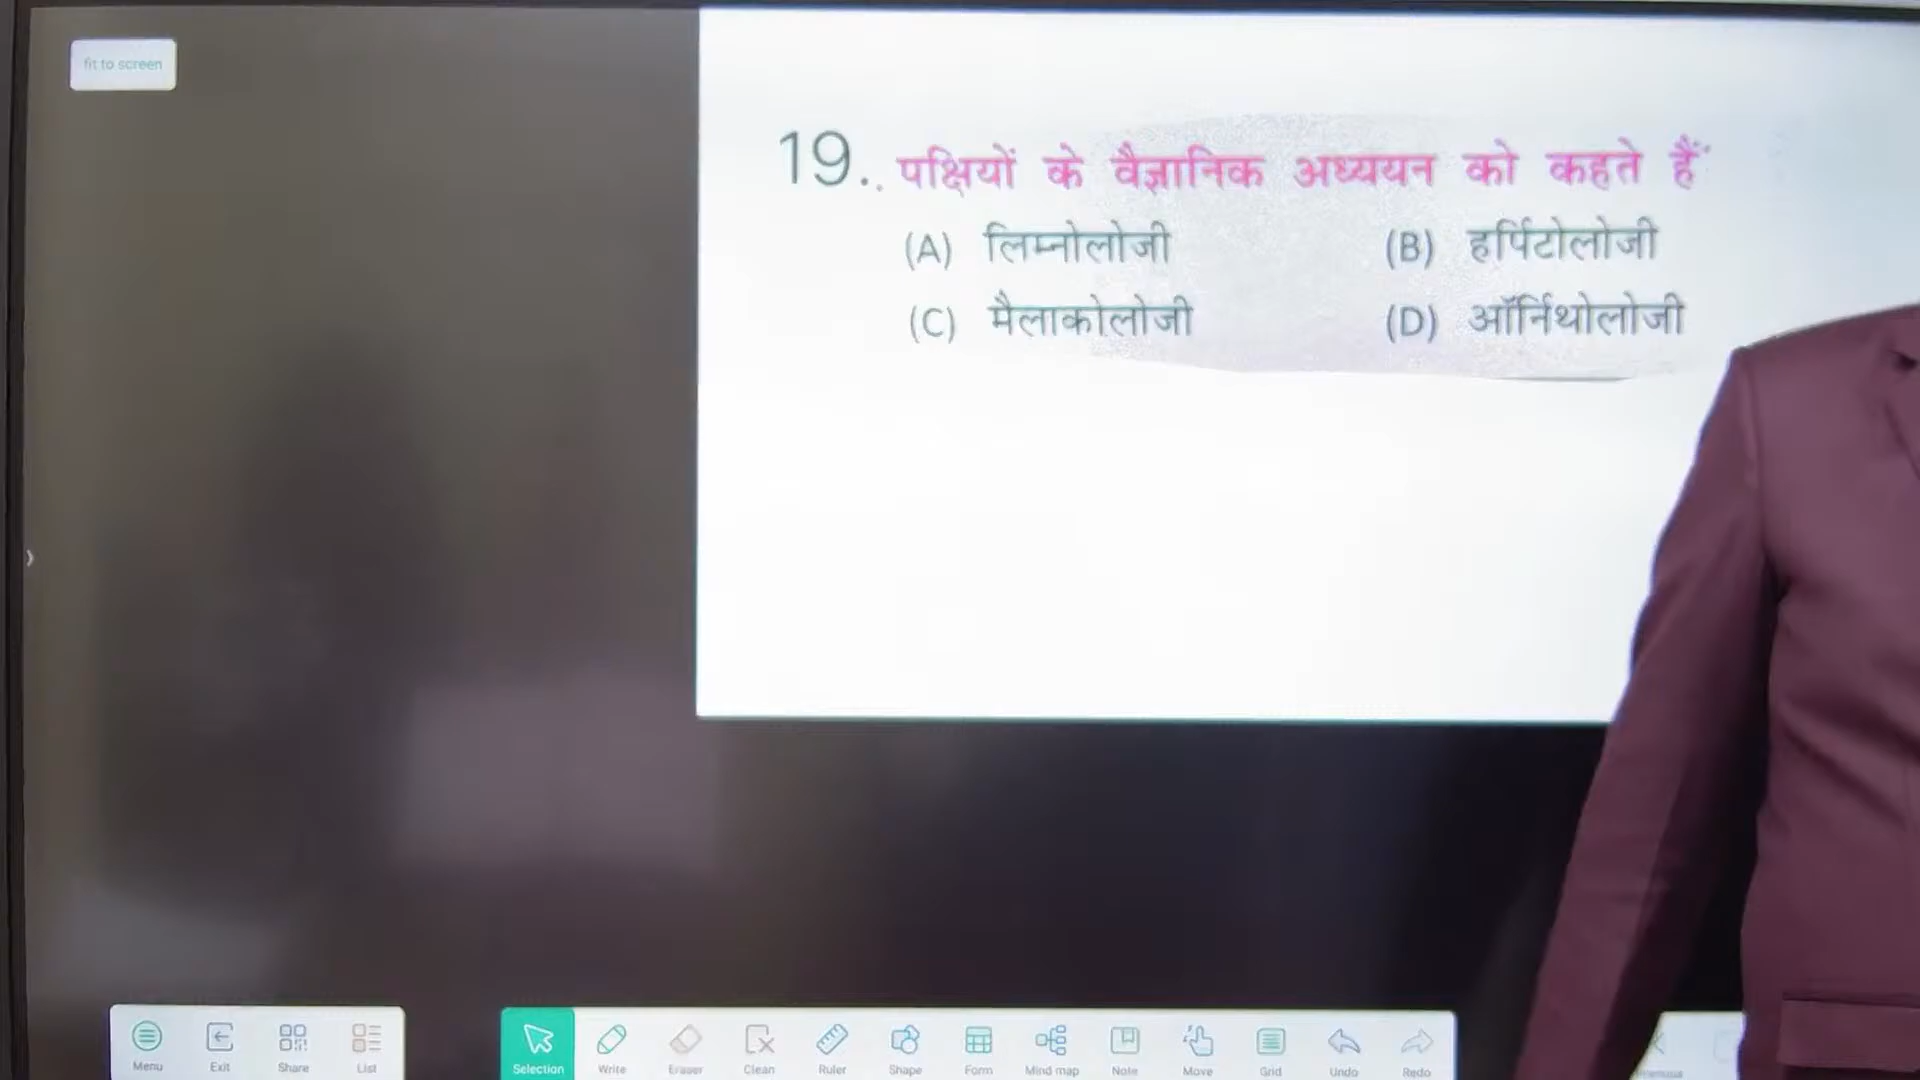 fit to screen
19.. पक्षियों के वैज्ञानिक अध्ययन को कहते हैं
(A) लिम्नोलोजी (B) हर्पिटोलोजी
(C) मैलाकोलोजी (D) ऑर्निथोलोजी
Menu Exit Share List Selection Write Eraser Clean Ruler Shape Form Mind map Note Move Grid Undo Redo